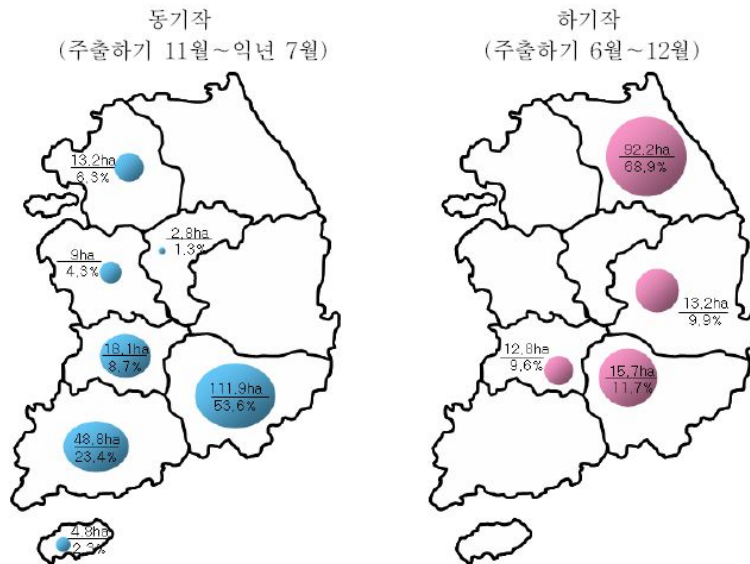 동기작
(주출하기 11월~익년 7월)
13.2ha
6.3%
2.8ha
1.3%
9ha
4.3%
18.1ha
8.7%
111.9ha
53.6%
48.8ha
23.4%
4.8ha
2.3%
하기작
(주출하기 6월~12월)
92.2ha
68.9%
13.2ha
9.9%
12.8ha
9.6%
15.7ha
11.7%